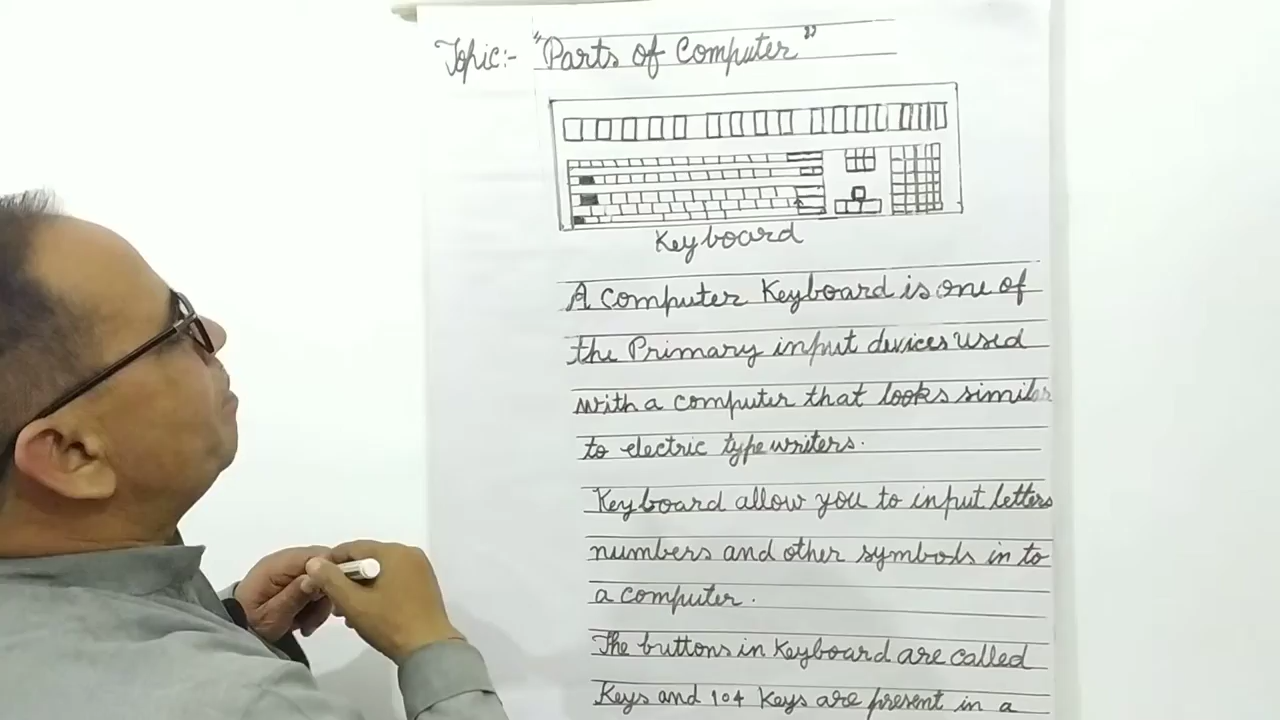 Topic:- "Parts of Computer"
Keyboard
A computer Keyboard is one of
the Primary input devices used
with a computer that looks similar
to electric type writers.
Keyboard allow you to input letters
numbers and other symbols in to
a computer.
The buttons in Keyboard are called
Keys and 104 Keys are present in a